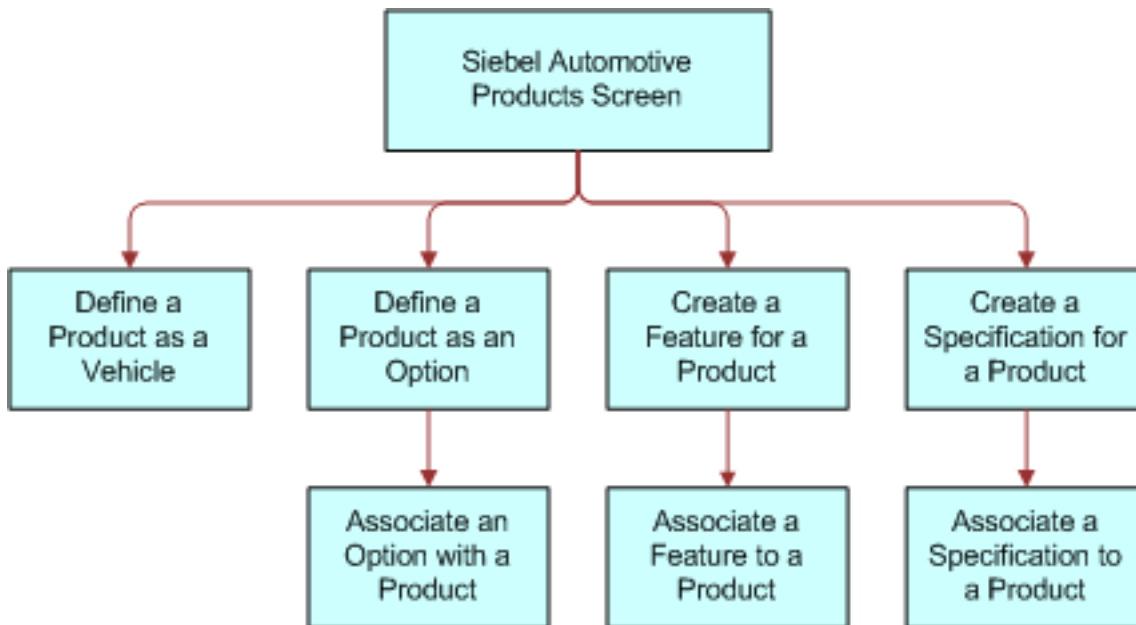 Siebel Automotive
Products Screen
Define a
Product as a
Vehicle
Define a
Product as an
Option
Create a
Feature for a
Product
Create a
Specification for
a Product
Associate an
Option with a
Product
Associate a
Feature to a
Product
Associate a
Specification to
a Product